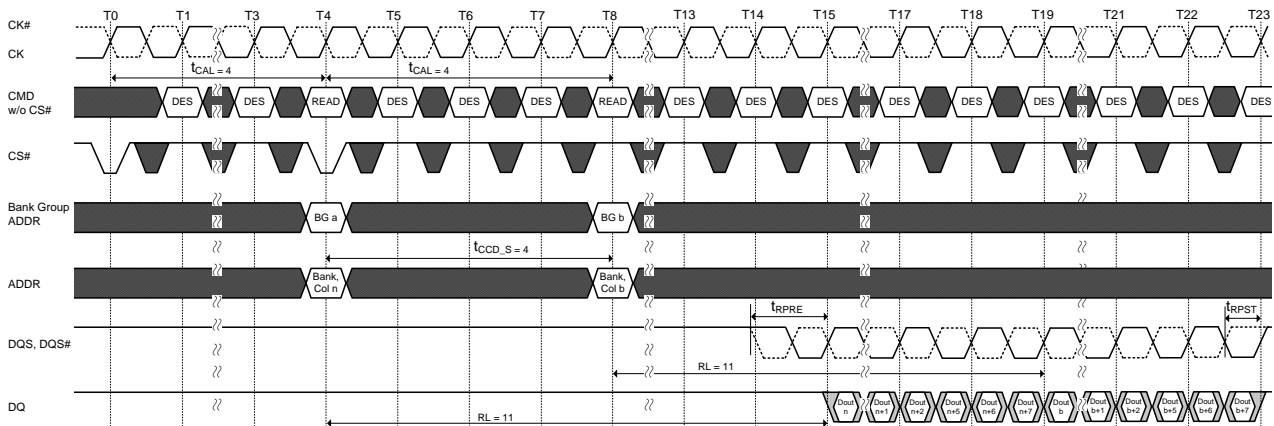 T0 T1 T3 T4 T5 T6 T7 T8 T13 T14 T15 T17 T18 T19 T21 T22 T23
CK#
CK
tCAL = 4 tCAL = 4
CMD
w/o CS#
DES DES READ DES DES DES READ DES DES DES DES DES DES DES DES DES
CS#
Bank Group
ADDR
BG a BG b
tCCD_S = 4
ADDR
Bank,
Col n
Bank,
Col b
tRPRE tRPST
DQS, DQS#
RL = 11
DQ
Dout
n
Dout
n+1
Dout
n+2
Dout
n+5
Dout
n+6
Dout
n+7
Dout
b
Dout
b+1
Dout
b+2
Dout
b+5
Dout
b+6
Dout
b+7
RL = 11